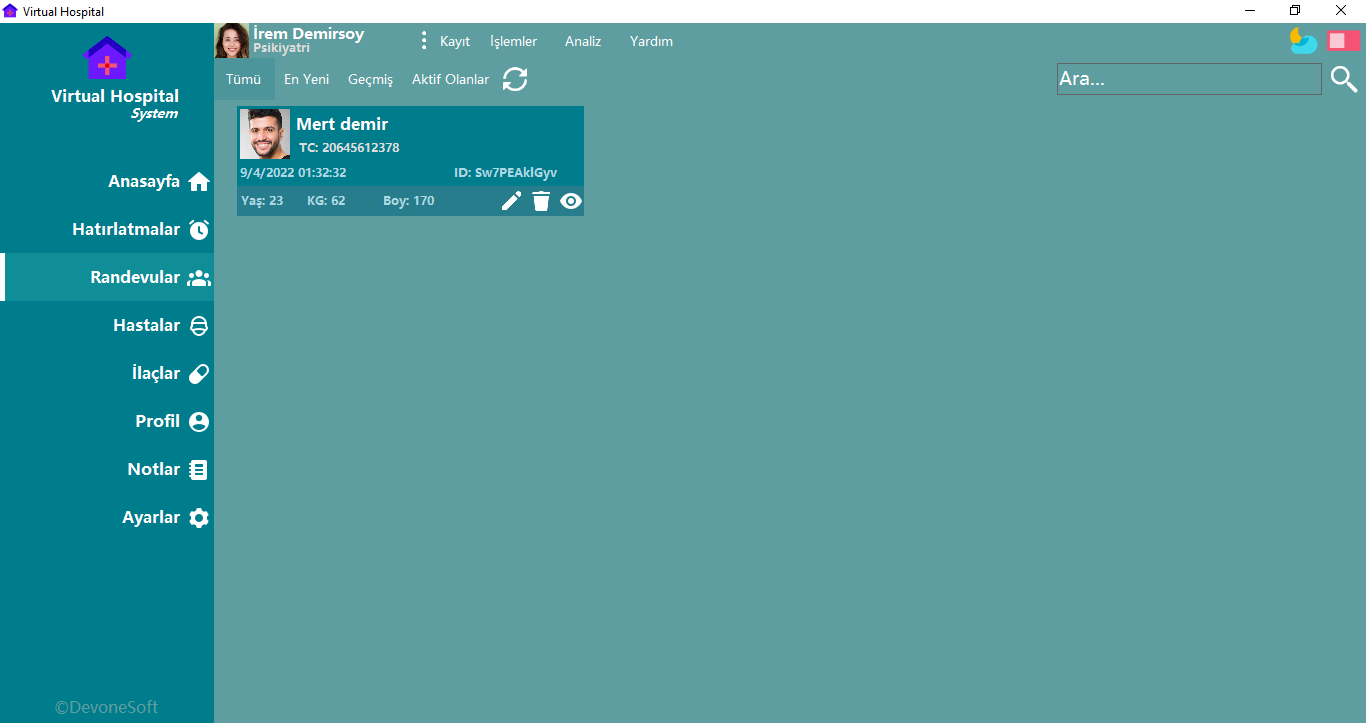 Virtual Hospital
Virtual Hospital
System
Anasayfa
Hatırlatmalar
Randevular
Hastalar
İlaçlar
Profil
Notlar
Ayarlar
©DevoneSoft
İrem Demirsoy
Psikiyatri
Kayıt İşlemler Analiz Yardım
Tümü En Yeni Geçmiş Aktif Olanlar
Ara...
Mert demir
TC: 20645612378
9/4/2022 01:32:32 ID: Sw7PEAklGyv
Yaş: 23 KG: 62 Boy: 170